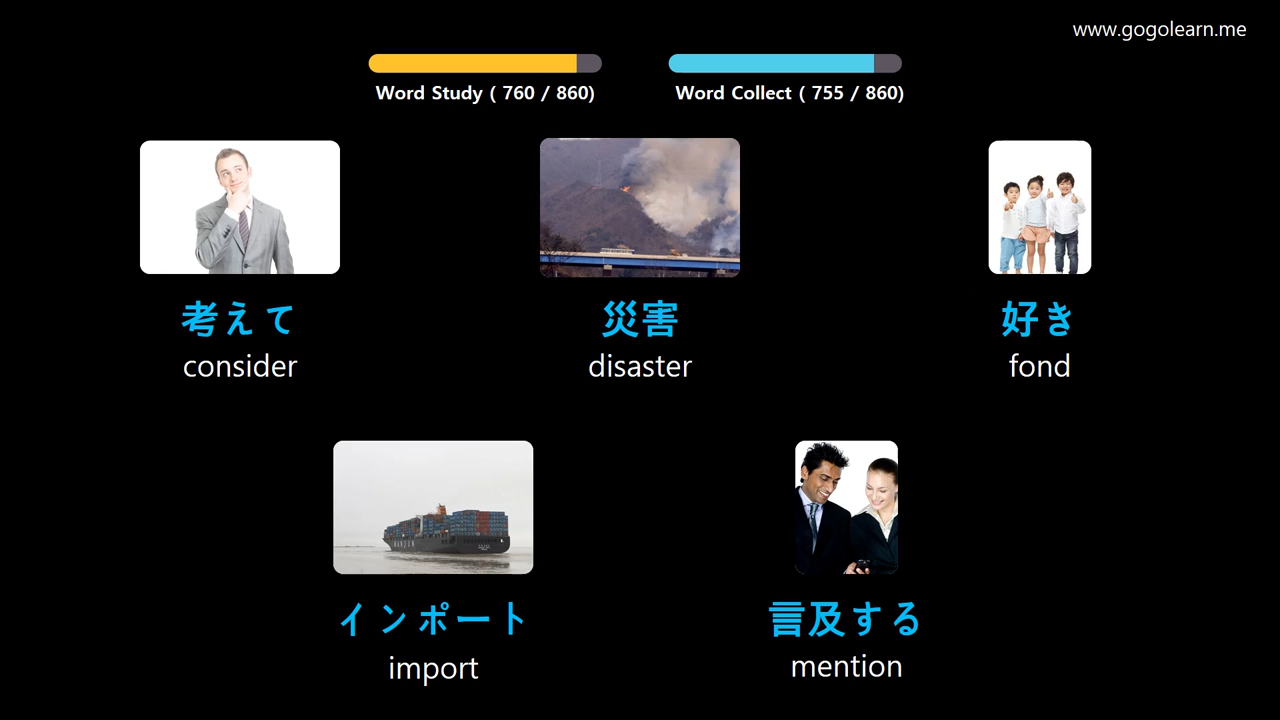 www.gogolearn.me
Word Study ( 760 / 860)
Word Collect ( 755 / 860)
考えて
consider
災害
disaster
好き
fond
インポート
import
言及する
mention